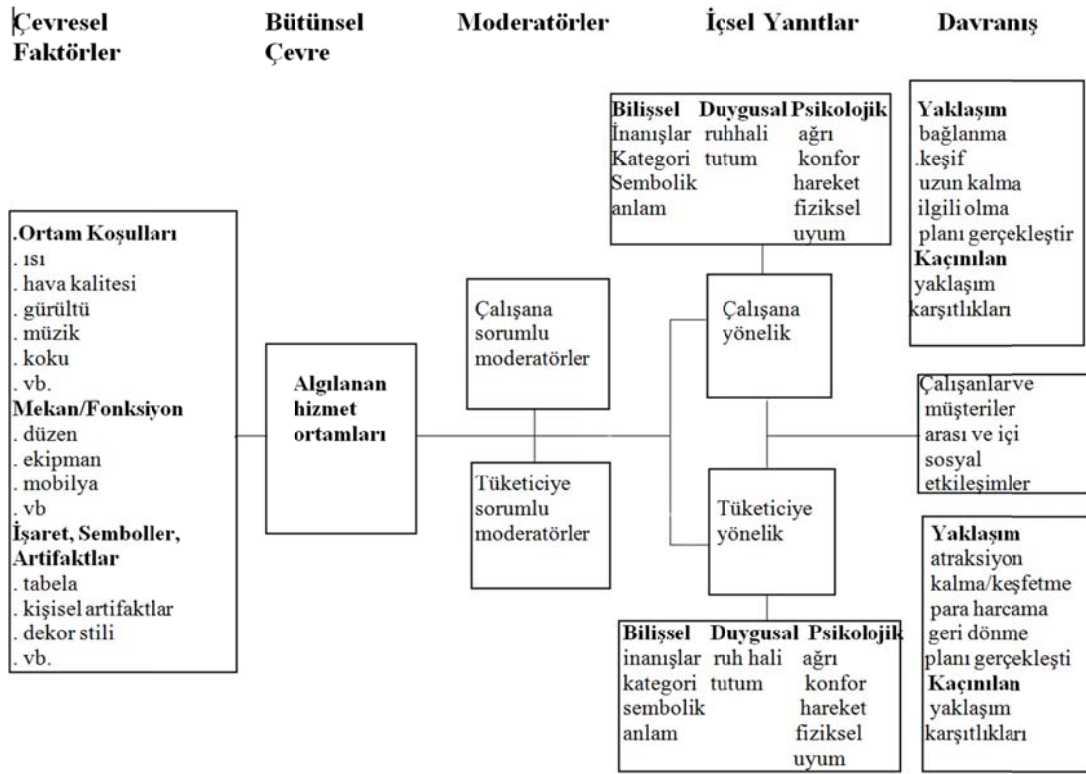 Çevresel
Faktörler
Bütünsel
Çevre
Moderatörler
İçsel Yanıtlar
Davranış
.Ortam Koşulları
. ısı
. hava kalitesi
. gürültü
. müzik
. koku
. vb.
Mekan/Fonksiyon
. düzen
. ekipman
. mobilya
. vb
İşaret, Semboller,
Artifaktlar
. tabela
. kişisel artifaktlar
. dekor stili
. vb.
Algılanan
hizmet
ortamları
Çalışana
sorumlu
moderatörler
Tüketiciye
sorumlu
moderatörler
Bilişsel Duygusal Psikolojik
İnanışlar ruhhali ağrı
Kategori tutum konfor
Sembolik hareket
anlam fiziksel
uyum
Çalışana
yönelik
Tüketiciye
yönelik
Bilişsel Duygusal Psikolojik
inanışlar ruh hali ağrı
kategori tutum konfor
sembolik hareket
anlam fiziksel
uyum
Yaklaşım
bağlanma
.keşif
uzun kalma
ilgili olma
planı gerçekleştir
Kaçınılan
yaklaşım
karşıtlıkları
Çalışanlar ve
müşteriler
arası ve içi
sosyal
etkileşimler
Yaklaşım
atraksiyon
kalma/keşfetme
para harcama
geri dönme
planı gerçekleşti
Kaçınılan
yaklaşım
karşıtlıkları